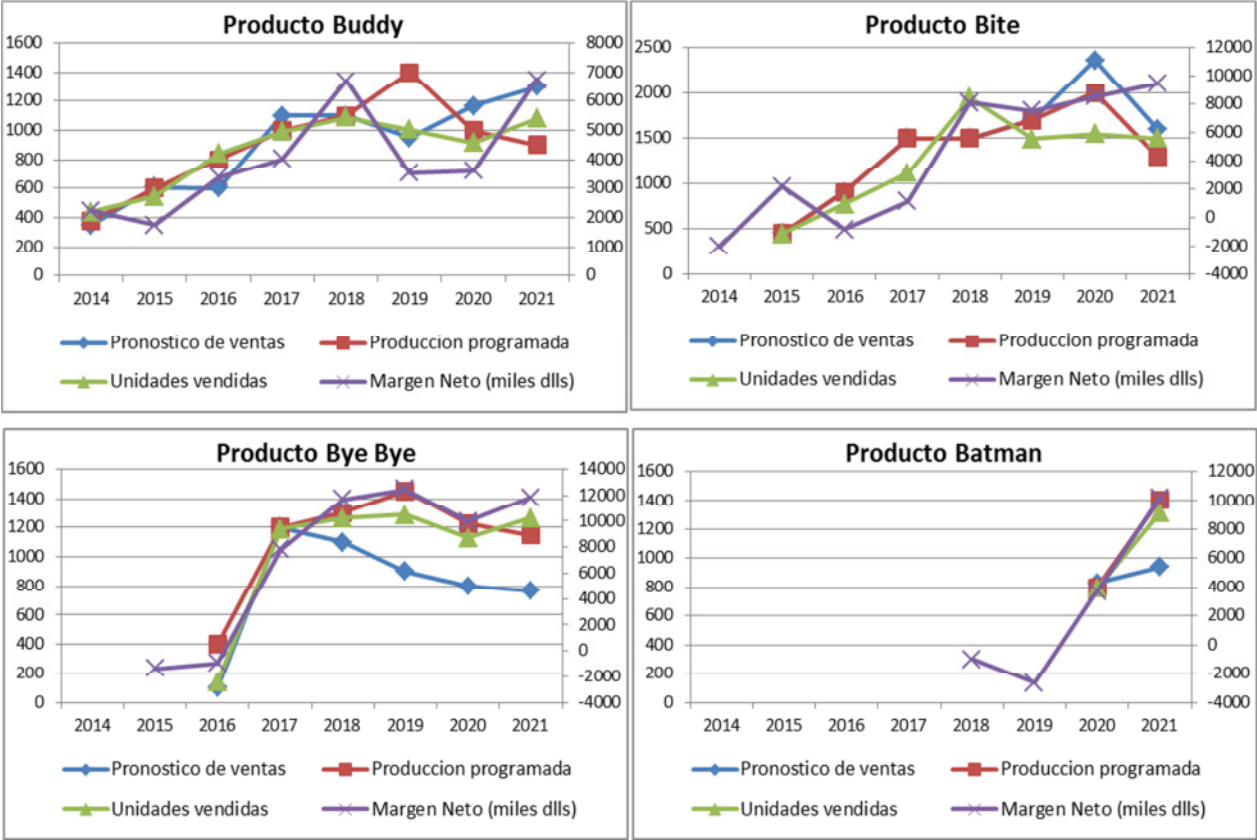 Producto Buddy
1600 8000
1400 7000
1200 6000
1000 5000
800 4000
600 3000
400 2000
200 1000
0 0
2014 2015 2016 2017 2018 2019 2020 2021
Pronostico de ventas Produccion programada
Unidades vendidas Margen Neto (miles dlls)
Producto Bite
2500 12000
10000
2000 8000
6000
1500 4000
1000 2000
0
500 -2000
0 -4000
2014 2015 2016 2017 2018 2019 2020 2021
Pronostico de ventas Produccion programada
Unidades vendidas Margen Neto (miles dlls)
Producto Bye Bye
1600 14000
1400 12000
1200 10000
1000 8000
800 6000
600 4000
400 2000
0
200 -2000
0 -4000
2014 2015 2016 2017 2018 2019 2020 2021
Pronostico de ventas Produccion programada
Unidades vendidas Margen Neto (miles dlls)
Producto Batman
1600 12000
1400 10000
1200 8000
1000 6000
800 4000
600 2000
400 0
200 -2000
0 -4000
2014 2015 2016 2017 2018 2019 2020 2021
Pronostico de ventas Produccion programada
Unidades vendidas Margen Neto (miles dlls)